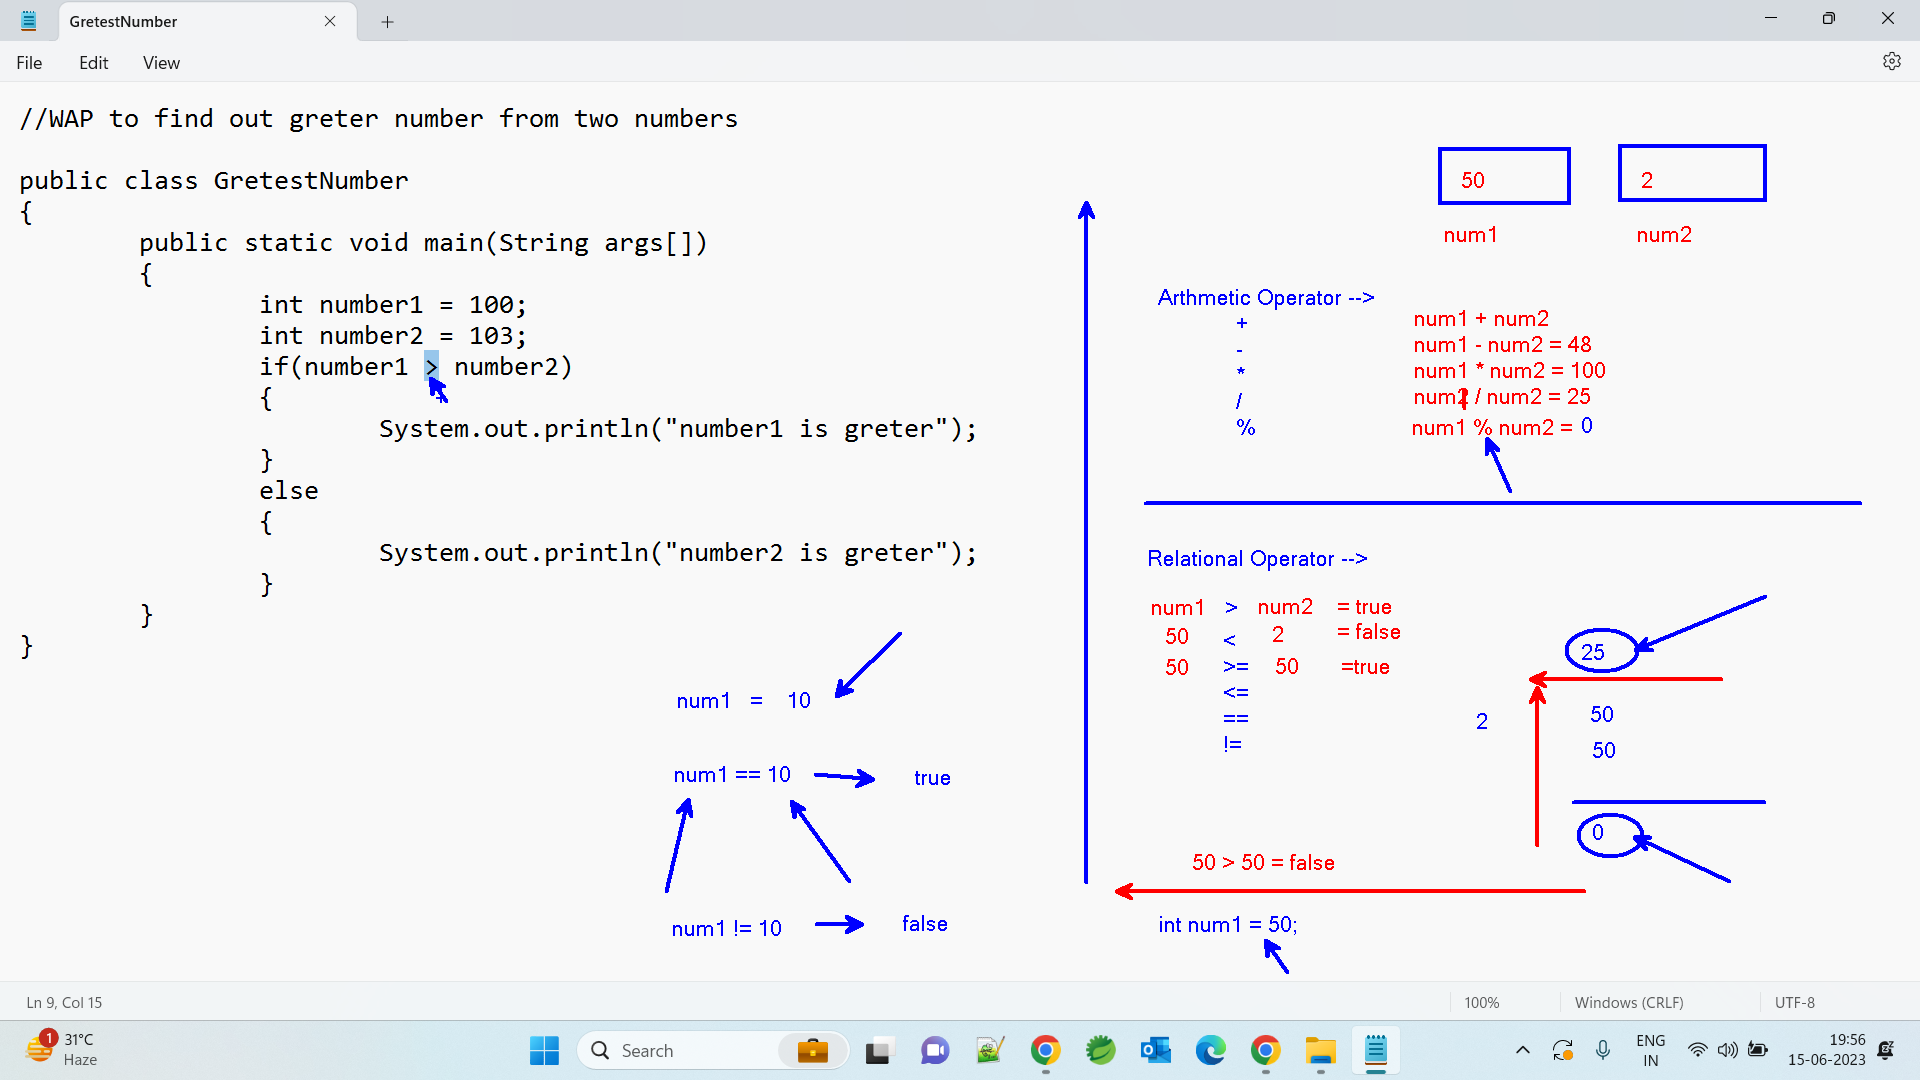 GretestNumber
File Edit View
//WAP to find out greter number from two numbers
public class GretestNumber
{
public static void main(String args[])
{
int number1 = 100;
int number2 = 103;
if(number1 > number2)
{
System.out.println("number1 is greter");
}
else
{
System.out.println("number2 is greter");
}
}
}
num1 = 10
num1 == 10 true
num1 != 10 false
50 2
num1 num2
Arthmetic Operator -->
+ num1 + num2
- num1 - num2 = 48
* num1 * num2 = 100
/ num2 / num2 = 25
% num1 % num2 = 0
Relational Operator -->
num1 > num2 = true
50 < 2 = false
50 >= 50 =true
<=
==
!=
25
2 50
50
0
50 > 50 = false
int num1 = 50;
Ln 9, Col 15 100% Windows (CRLF) UTF-8
1 31°C
Haze
Search
ENG
IN
19:56
15-06-2023